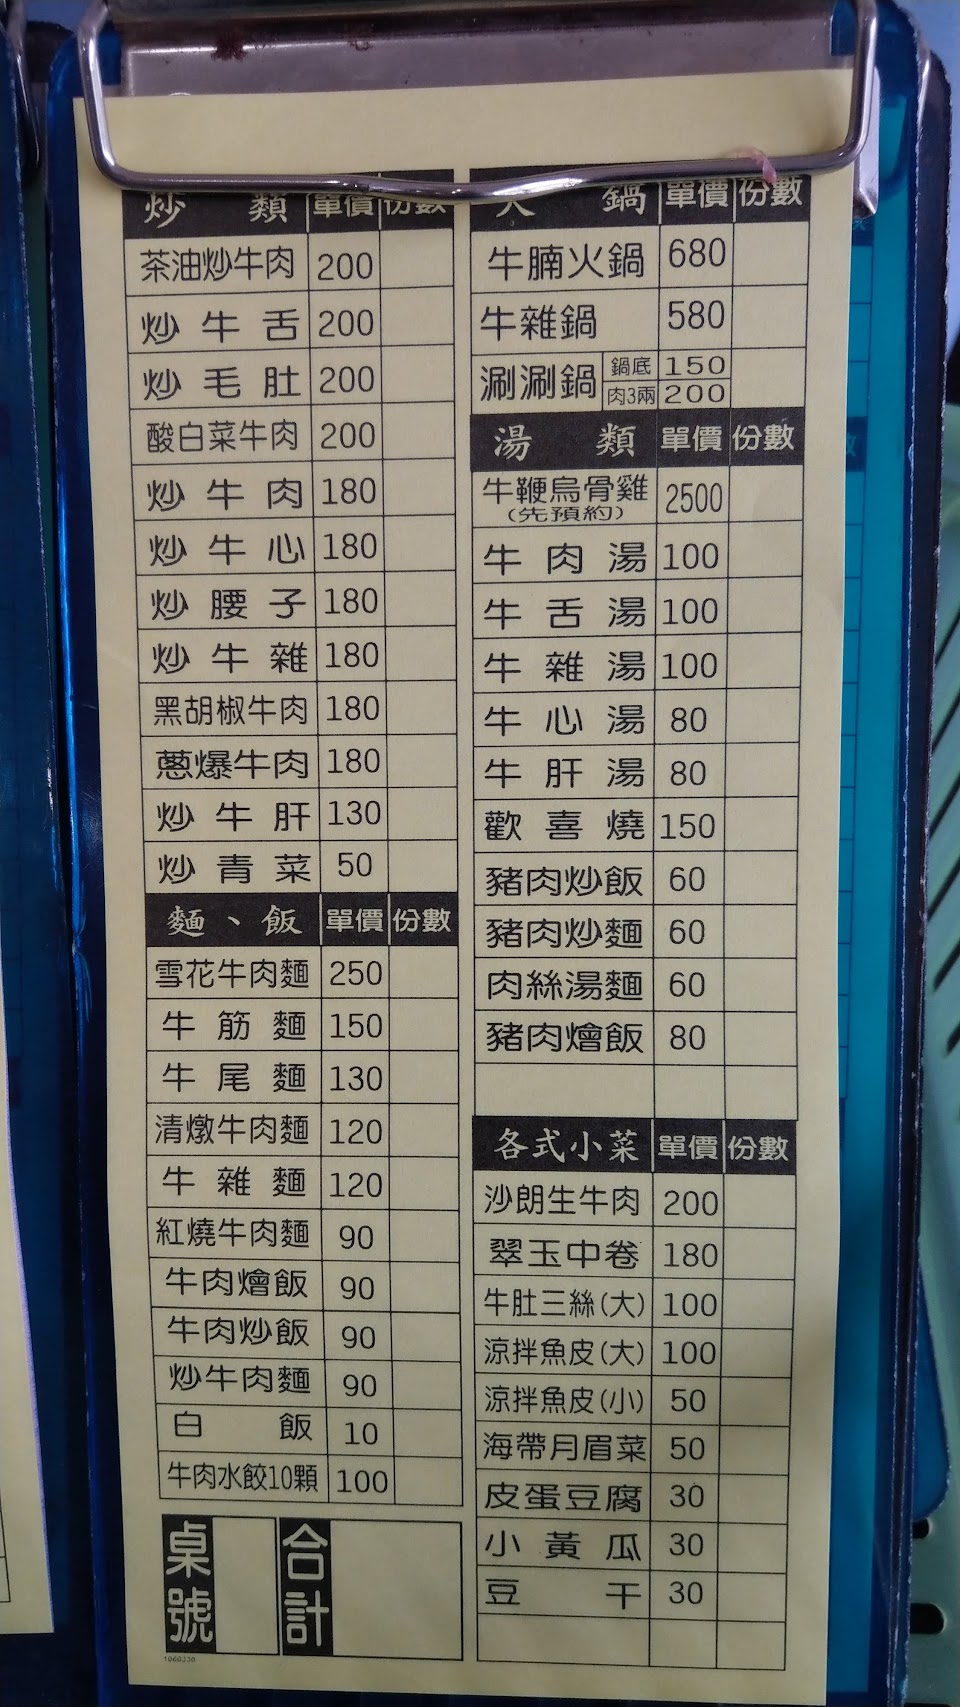 炒類 單價 份數
茶油炒牛肉 200
炒牛舌 200
炒毛肚 200
酸白菜牛肉 200
炒牛肉 180
炒牛心 180
炒腰子 180
炒牛雜 180
黑胡椒牛肉 180
蔥爆牛肉 180
炒牛肝 130
炒青菜 50
麵、飯 單價 份數
雪花牛肉麵 250
牛筋麵 150
牛尾麵 130
清燉牛肉麵 120
牛雜麵 120
紅燒牛肉麵 90
牛肉燴飯 90
牛肉炒飯 90
炒牛肉麵 90
白飯 10
牛肉水餃10顆 100
桌號 合計
火鍋 單價 份數
牛腩火鍋 680
牛雜鍋 580
涮涮鍋 鍋底 150
肉3兩 200
湯類 單價 份數
牛鞭烏骨雞 2500
(先預約)
牛肉湯 100
牛舌湯 100
牛雜湯 100
牛心湯 80
牛肝湯 80
歡喜燒 150
豬肉炒飯 60
豬肉炒麵 60
肉絲湯麵 60
豬肉燴飯 80
各式小菜 單價 份數
沙朗生牛肉 200
翠玉中卷 180
牛肚三絲(大) 100
涼拌魚皮(大) 100
涼拌魚皮(小) 50
海帶月眉菜 50
皮蛋豆腐 30
小黃瓜 30
豆干 30